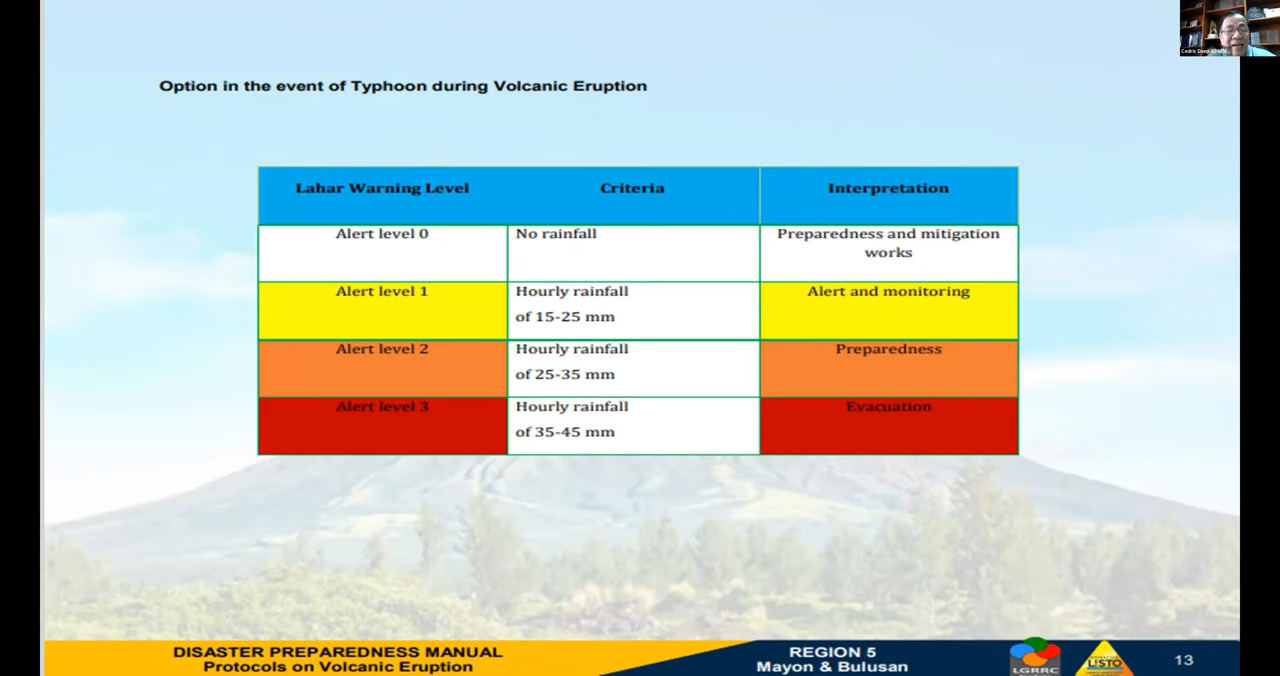 Option in the event of Typhoon during Volcanic Eruption
Lahar Warning Level Criteria Interpretation
Alert level 0 No rainfall Preparedness and mitigation works
Alert level 1 Hourly rainfall of 15-25 mm Alert and monitoring
Alert level 2 Hourly rainfall of 25-35 mm Preparedness
Alert level 3 Hourly rainfall of 35-45 mm Evacuation
DISASTER PREPAREDNESS MANUAL
Protocols on Volcanic Eruption
REGION 5
Mayon & Bulusan
LGRRC
LISTO
13